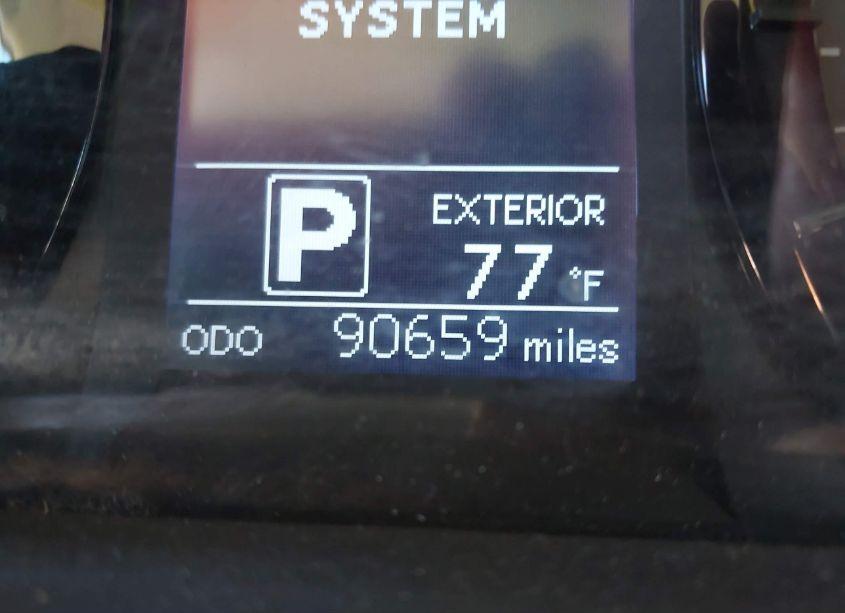 SYSTEM
P
EXTERIOR
77 °F
ODO 90659 miles